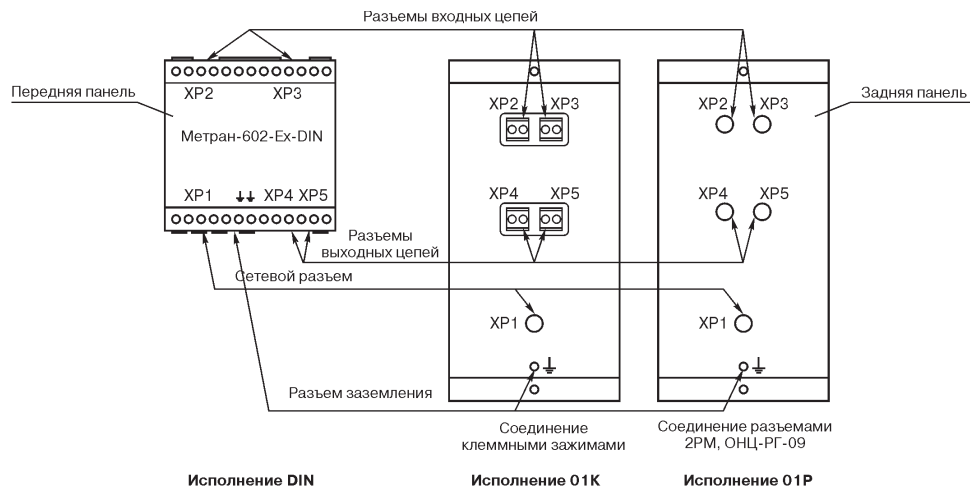 Разъемы входных цепей
Передняя панель
Задняя панель
XP2
XP3
Метран-602-Ex-DIN
XP1
XP4
XP5
XP2
XP3
XP4
XP5
XP1
XP2
XP3
XP4
XP5
XP1
Разъемы
выходных цепей
Сетевой разъем
Разъем заземления
Соединение
клеммными зажимами
Соединение разъемами
2РМ, ОНЦ-РГ-09
Исполнение DIN
Исполнение 01К
Исполнение 01Р